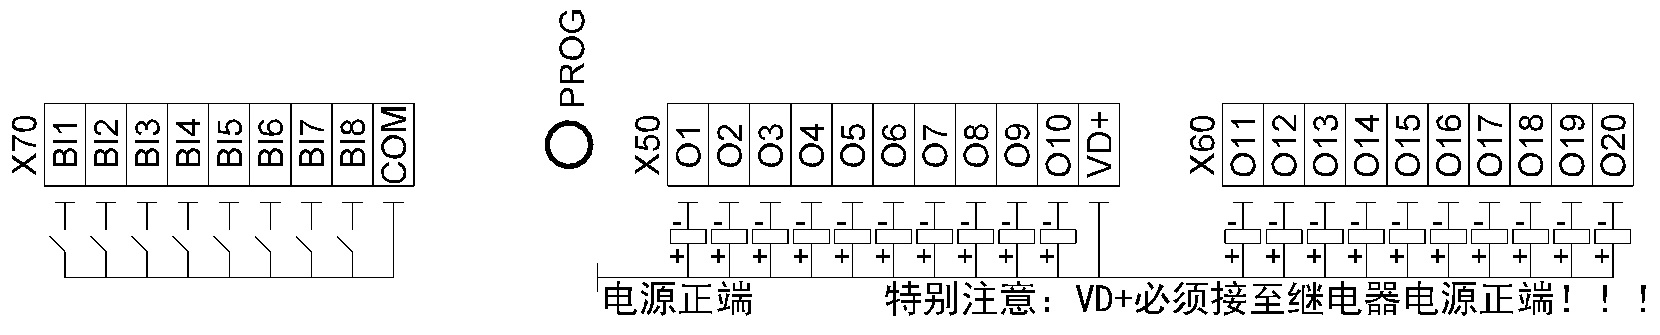 PROG
X70 BI1 BI2 BI3 BI4 BI5 BI6 BI7 BI8 COM
X50 O1 O2 O3 O4 O5 O6 O7 O8 O9 O10 VD+
X60 O11 O12 O13 O14 O15 O16 O17 O18 O19 O20
- - - - - - - - - - - - - - - - - - - -
+ + + + + + + + + + + + + + + + + + + +
电源正端
特别注意：VD+必须接至继电器电源正端！！！